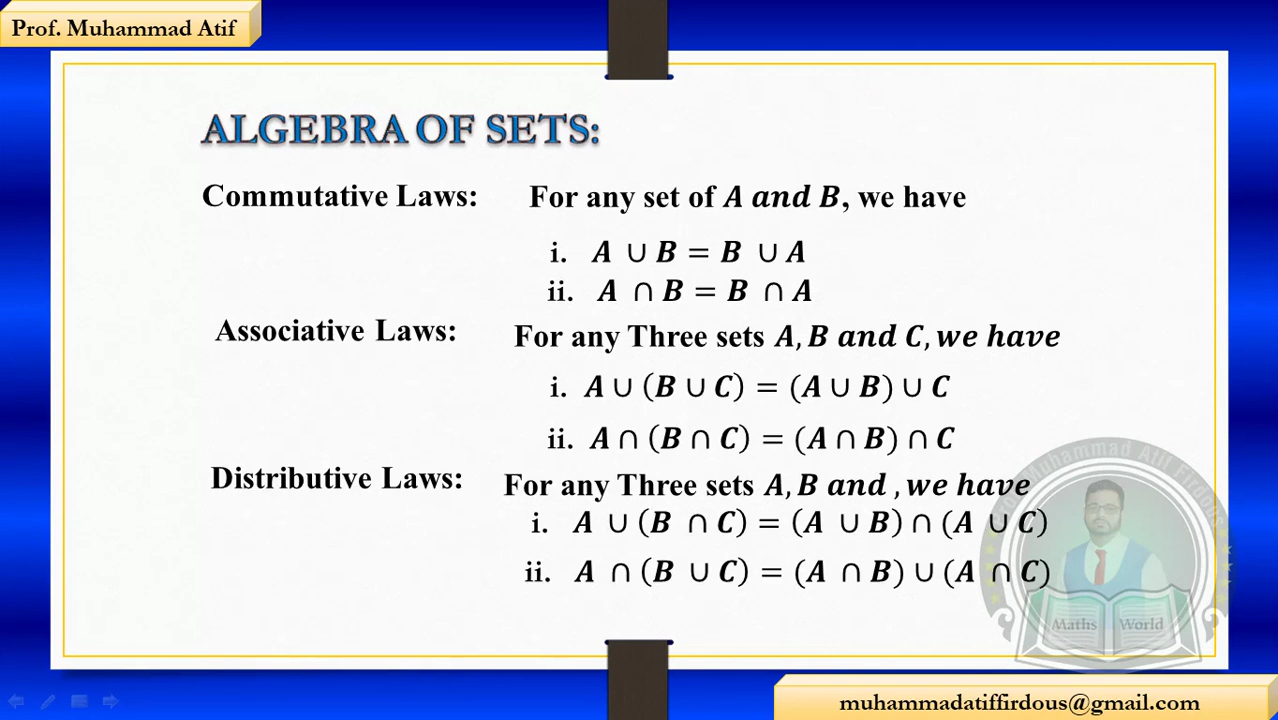 Prof. Muhammad Atif
ALGEBRA OF SETS:
Commutative Laws: For any set of A and B, we have
i. A ∪ B = B ∪ A
ii. A ∩ B = B ∩ A
Associative Laws: For any Three sets A, B and C, we have
i. A ∪ (B ∪ C) = (A ∪ B) ∪ C
ii. A ∩ (B ∩ C) = (A ∩ B) ∩ C
Distributive Laws: For any Three sets A, B and , we have
i. A ∪ (B ∩ C) = (A ∪ B) ∩ (A ∪ C)
ii. A ∩ (B ∪ C) = (A ∩ B) ∪ (A ∩ C)
Muhammad Atif Firdous
Maths World
muhammadatiffirdous@gmail.com